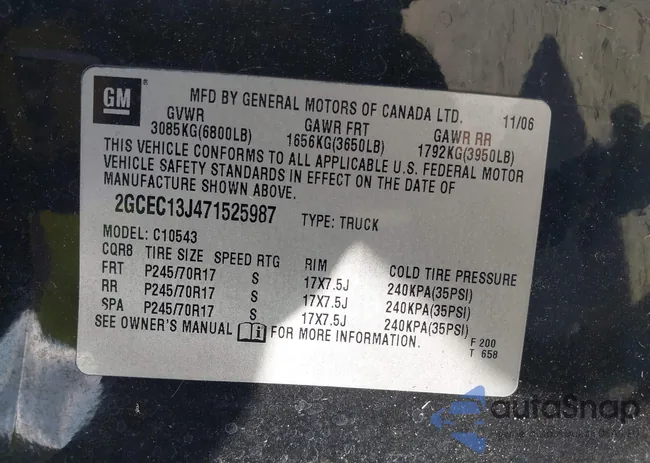 GM
MFD BY GENERAL MOTORS OF CANADA LTD. 11/06
GVWR GAWR FRT GAWR RR
3085KG(6800LB) 1656KG(3650LB) 1792KG(3950LB)
THIS VEHICLE CONFORMS TO ALL APPLICABLE U.S. FEDERAL MOTOR
VEHICLE SAFETY STANDARDS IN EFFECT ON THE DATE OF
MANUFACTURE SHOWN ABOVE.
2GCEC13J471525987 TYPE: TRUCK
MODEL: C10543
CQR8 TIRE SIZE SPEED RTG RIM COLD TIRE PRESSURE
FRT P245/70R17 S 17X7.5J 240KPA(35PSI)
RR P245/70R17 S 17X7.5J 240KPA(35PSI)
SPA P245/70R17 S 17X7.5J 240KPA(35PSI)
SEE OWNER'S MANUAL FOR MORE INFORMATION.
F 200
T 658
autoSnap